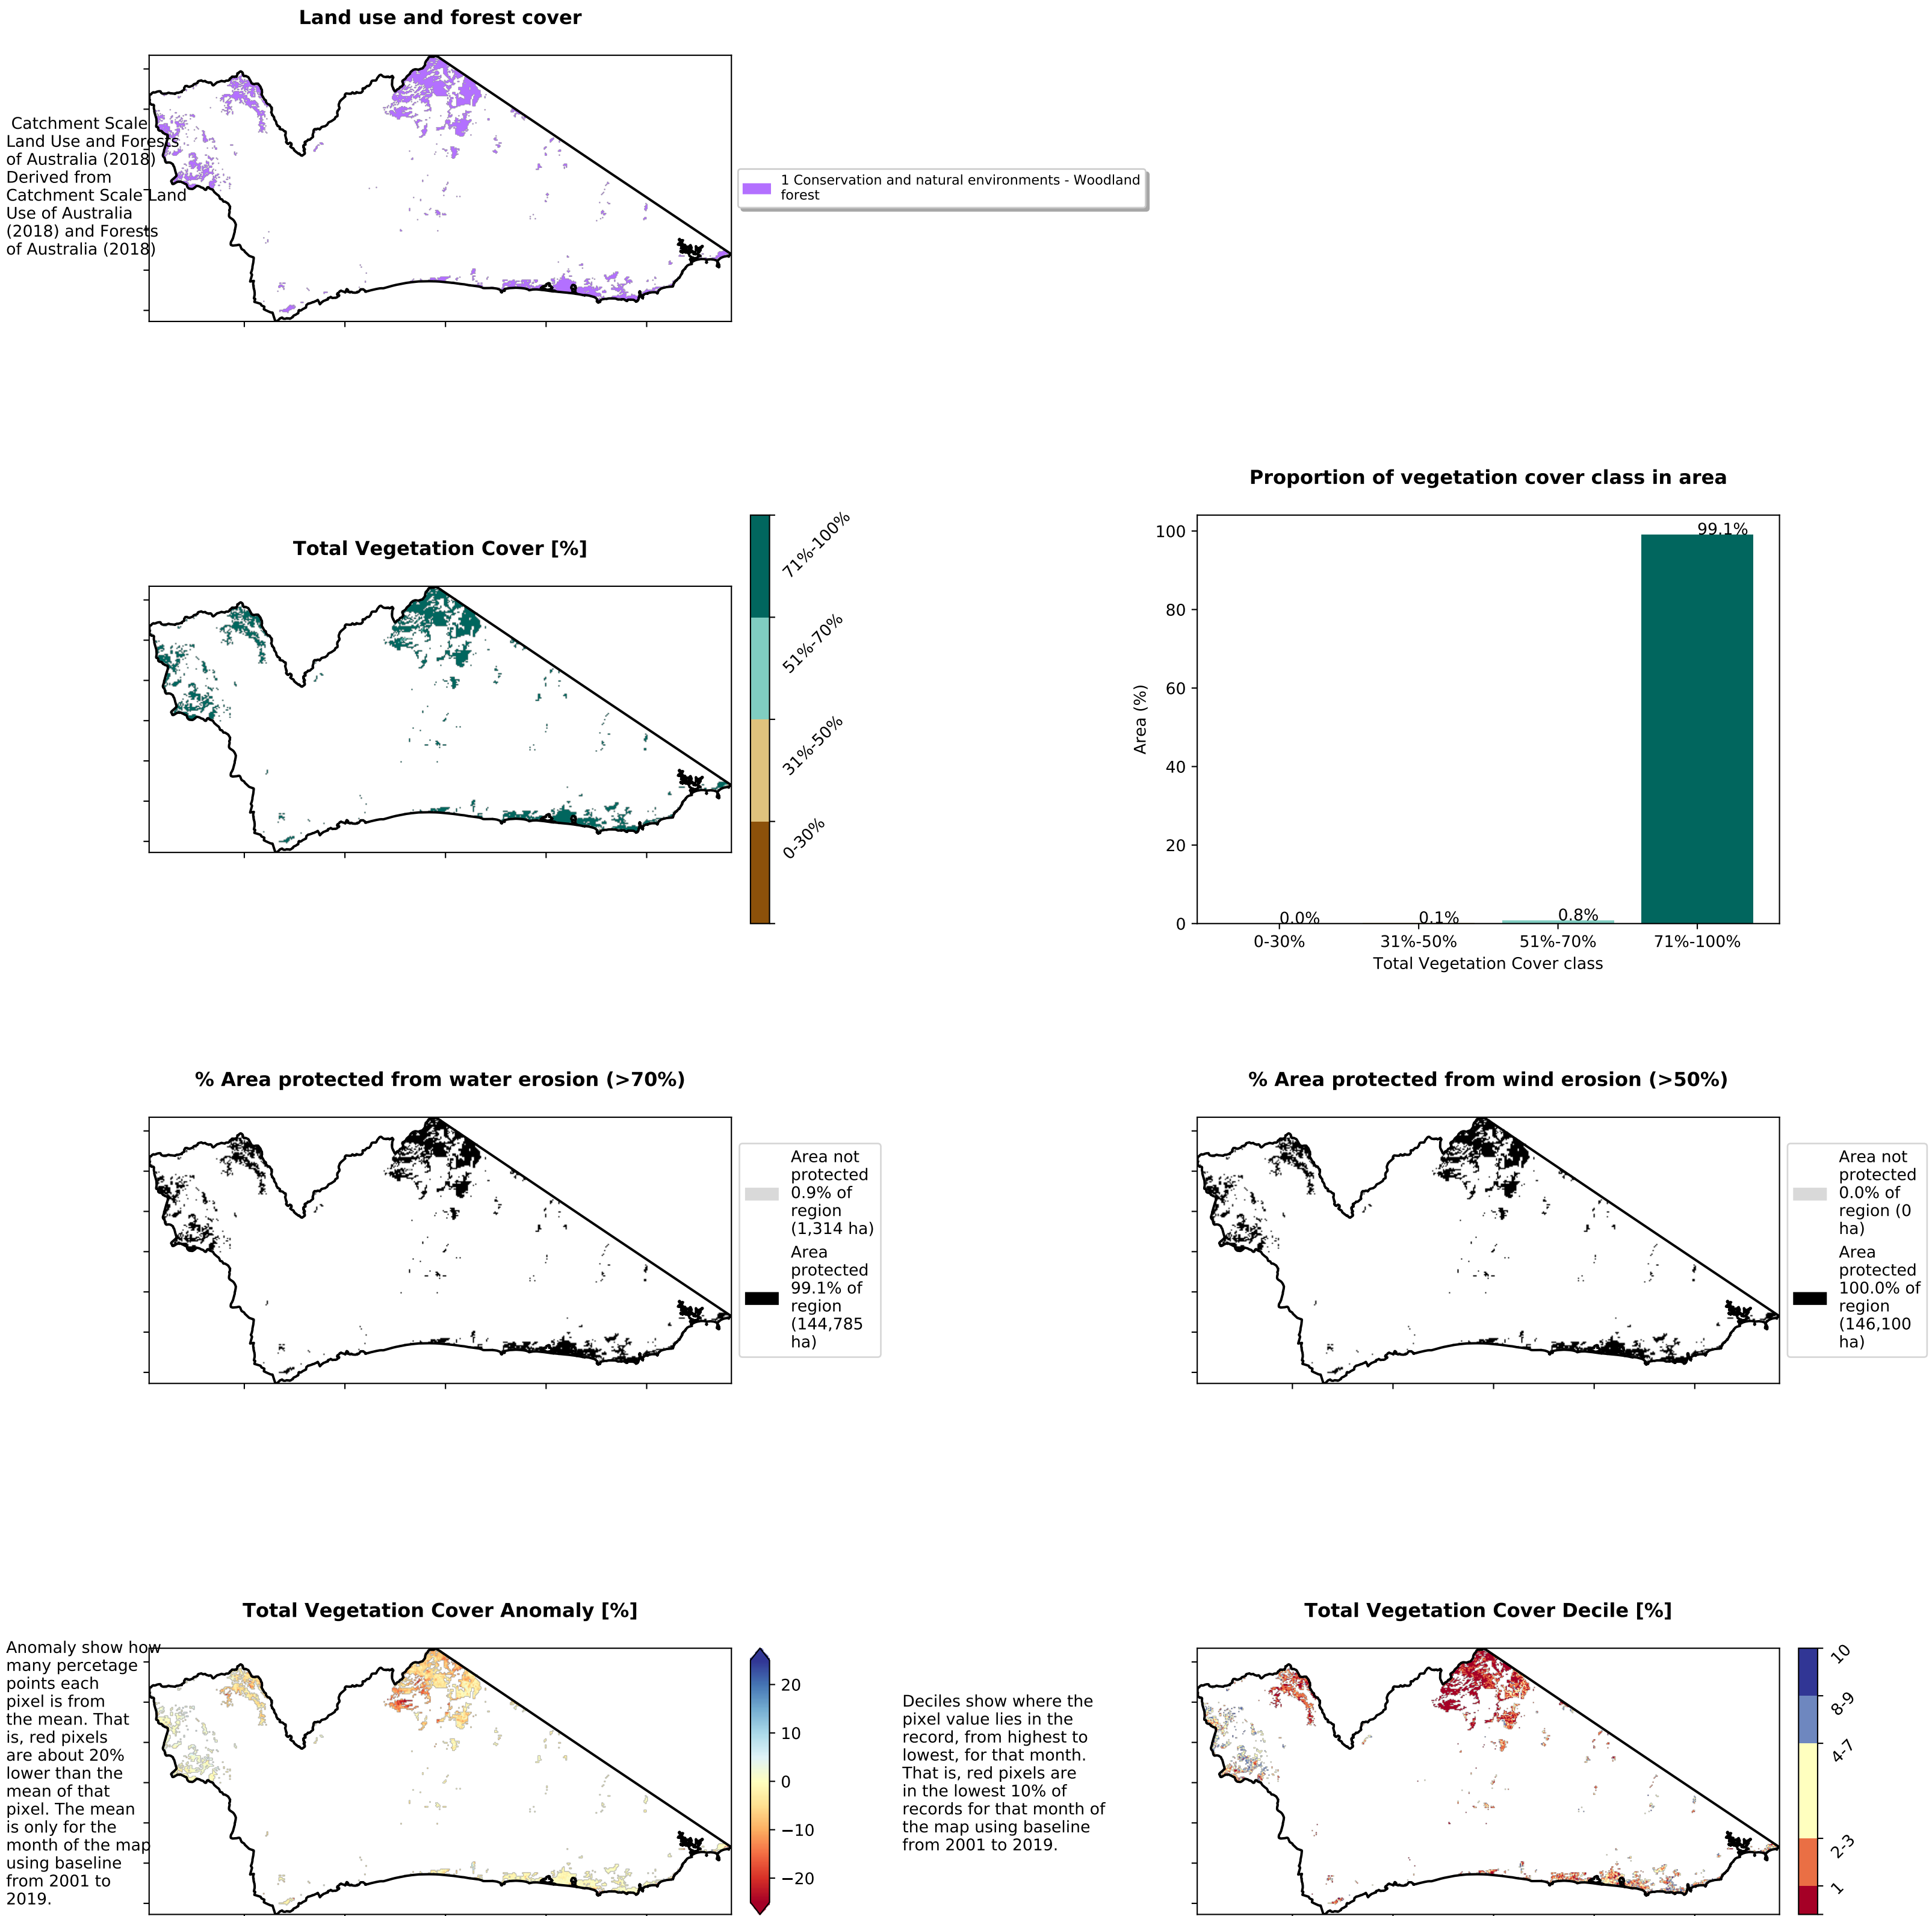 Land use and forest cover
Catchment Scale
Land Use and Forests
of Australia (2018)
Derived from
Catchment Scale Land
Use of Australia
(2018) and Forests
of Australia (2018)
1 Conservation and natural environments - Woodland
forest
Total Vegetation Cover [%]
71%-100%
51%-70%
31%-50%
0-30%
Proportion of vegetation cover class in area
100
80
60
40
20
0
Area (%)
0.0%
0.1%
0.8%
99.1%
0-30%
31%-50%
51%-70%
71%-100%
Total Vegetation Cover class
% Area protected from water erosion (>70%)
Area not
protected
0.9% of
region
(1,314 ha)
Area
protected
99.1% of
region
(144,785
ha)
% Area protected from wind erosion (>50%)
Area not
protected
0.0% of
region (0
ha)
Area
protected
100.0% of
region
(146,100
ha)
Total Vegetation Cover Anomaly [%]
Anomaly show how
many percetage
points each
pixel is from
the mean. That
is, red pixels
are about 20%
lower than the
mean of that
pixel. The mean
is only for the
month of the map
using baseline
from 2001 to
2019.
20
10
0
−10
−20
Total Vegetation Cover Decile [%]
Deciles show where the
pixel value lies in the
record, from highest to
lowest, for that month.
That is, red pixels are
in the lowest 10% of
records for that month of
the map using baseline
from 2001 to 2019.
10
8-9
4-7
2-3
1